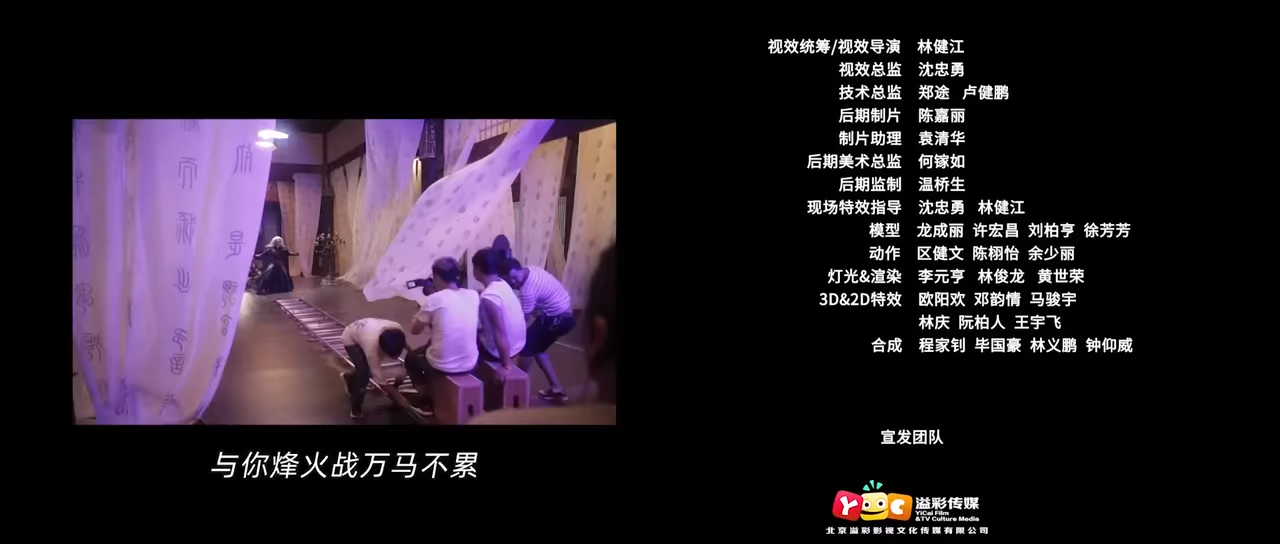 视效统筹/视效导演 林健江
视效总监 沈忠勇
技术总监 郑途 卢健鹏
后期制片 陈嘉丽
制片助理 袁清华
后期美术总监 何镓如
后期监制 温桥生
现场特效指导 沈忠勇 林健江
模型 龙成丽 许宏昌 刘柏亨 徐芳芳
动作 区健文 陈栩怡 余少丽
灯光&渲染 李元亨 林俊龙 黄世荣
3D&2D特效 欧阳欢 邓韵情 马骏宇
林庆 阮柏人 王宇飞
合成 程家钊 毕国豪 林义鹏 钟仰威
宣发团队
YCC
溢彩传媒
YiCai Film
&TV Culture Media
北京溢彩影视文化传媒有限公司
与你烽火战万马不累